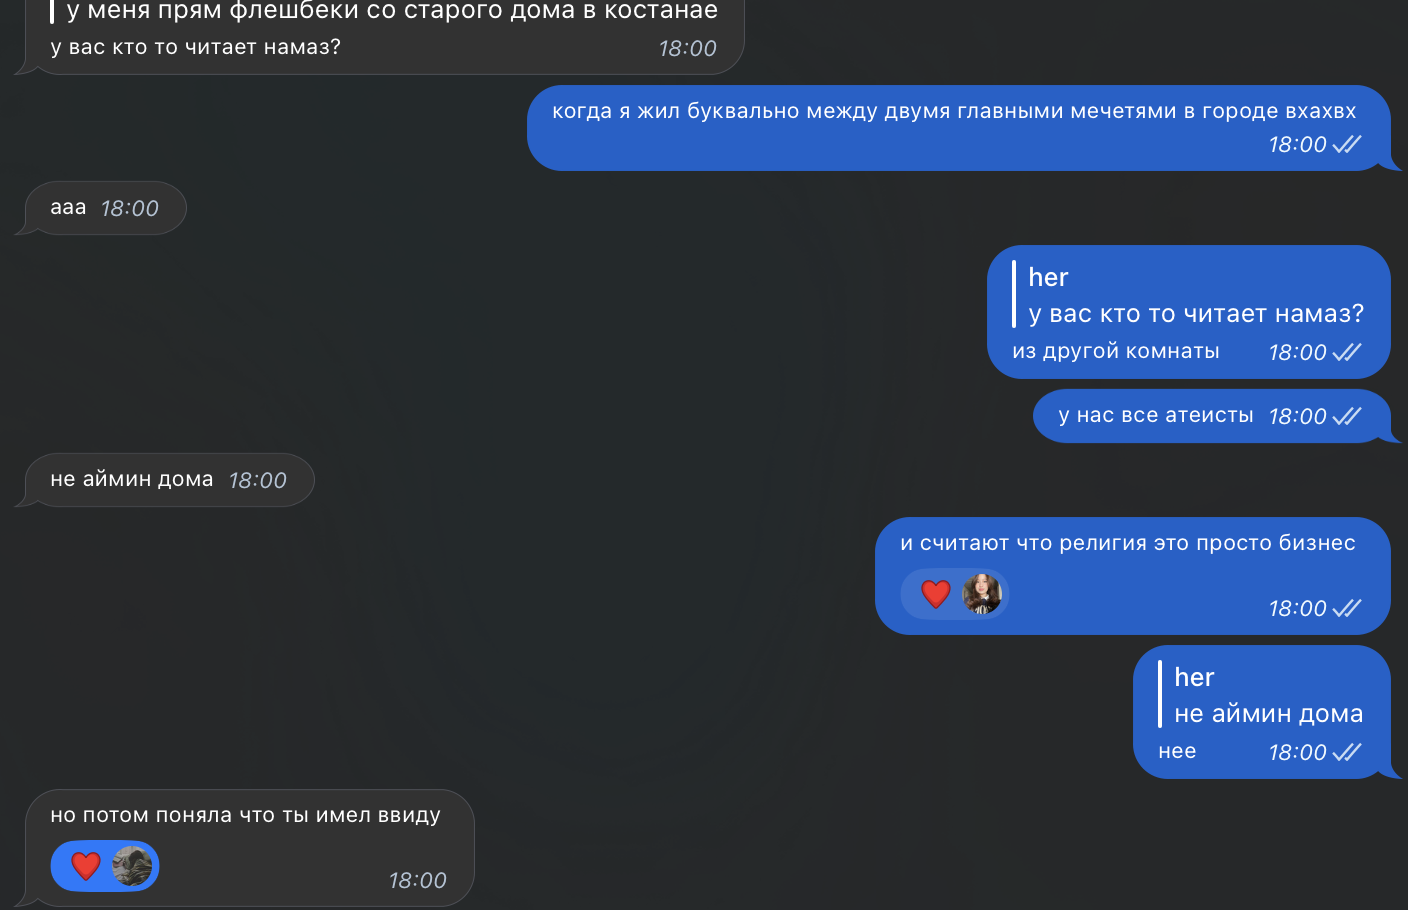 у меня прям флешбеки со старого дома в костанае
у вас кто то читает намаз? 18:00
когда я жил буквально между двумя главными мечетями в городе вхахвх
18:00
ааа 18:00
her
у вас кто то читает намаз?
из другой комнаты 18:00
у нас все атеисты 18:00
не аймин дома 18:00
и считают что религия это просто бизнес
18:00
her
не аймин дома
нее 18:00
но потом поняла что ты имел ввиду
18:00